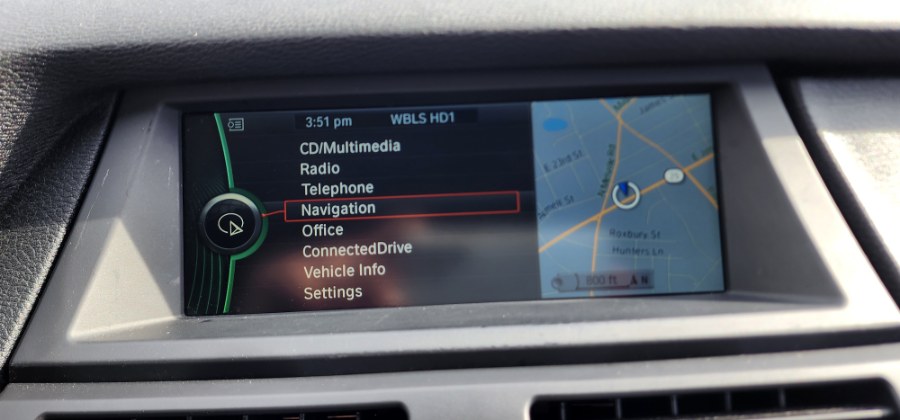 3:51 pm
WBLS HD1
CD/Multimedia
Radio
Telephone
Navigation
Office
ConnectedDrive
Vehicle Info
Settings
E 23rd St
Roxbury St
Hunters Ln
800 ft